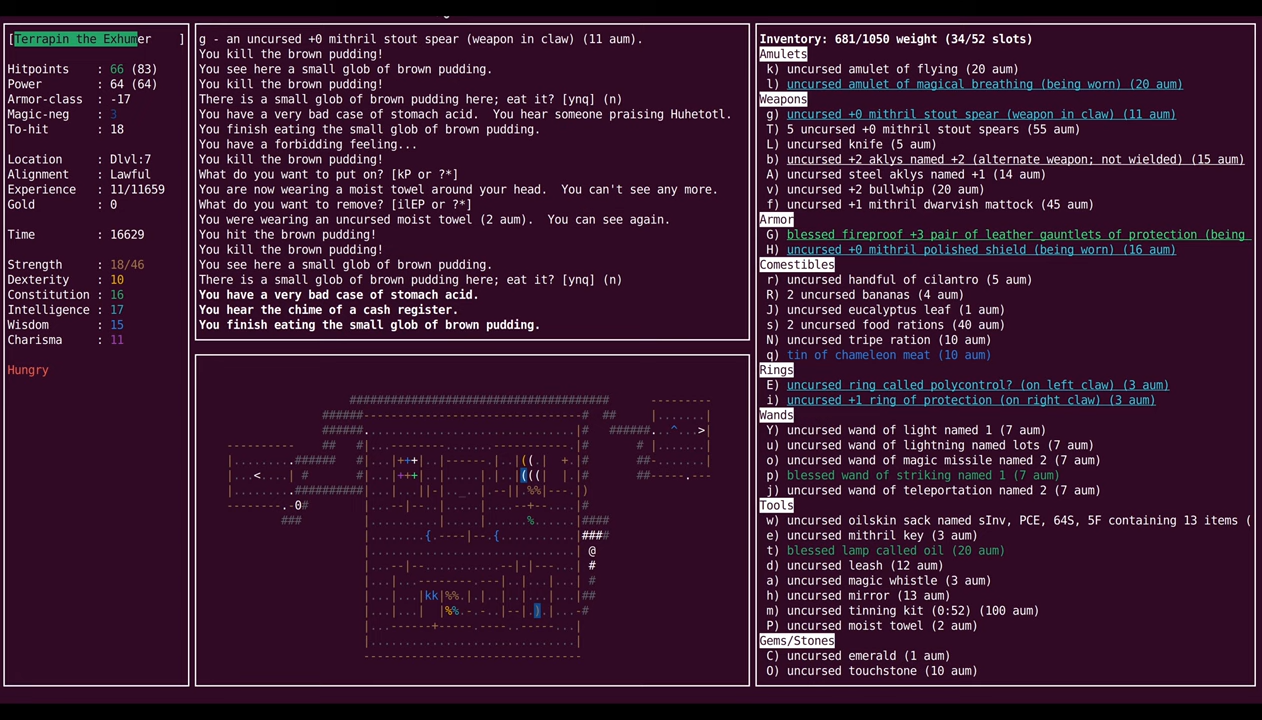 [Terrapin the Exhumer ]
Hitpoints : 66 (83)
Power : 64 (64)
Armor-class : -17
Magic-neg : 3
To-hit : 18
Location : Dlvl:7
Alignment : Lawful
Experience : 11/11659
Gold : 0
Time : 16629
Strength : 18/46
Dexterity : 10
Constitution : 16
Intelligence : 17
Wisdom : 15
Charisma : 11
Hungry
g - an uncursed +0 mithril stout spear (weapon in claw) (11 aum).
You kill the brown pudding!
You see here a small glob of brown pudding.
You kill the brown pudding!
There is a small glob of brown pudding here; eat it? [ynq] (n)
You have a very bad case of stomach acid.  You hear someone praising Huhetotl.
You finish eating the small glob of brown pudding.
You have a forbidding feeling...
You kill the brown pudding!
What do you want to put on? [kP or ?*]
You are now wearing a moist towel around your head.  You can't see any more.
What do you want to remove? [ilEP or ?*]
You were wearing an uncursed moist towel (2 aum).  You can see again.
You hit the brown pudding!
You kill the brown pudding!
You see here a small glob of brown pudding.
There is a small glob of brown pudding here; eat it? [ynq] (n)
You have a very bad case of stomach acid.
You hear the chime of a cash register.
You finish eating the small glob of brown pudding.
Inventory: 681/1050 weight (34/52 slots)
Amulets
k) uncursed amulet of flying (20 aum)
l) uncursed amulet of magical breathing (being worn) (20 aum)
Weapons
g) uncursed +0 mithril stout spear (weapon in claw) (11 aum)
T) 5 uncursed +0 mithril stout spears (55 aum)
L) uncursed knife (5 aum)
b) uncursed +2 aklys named +2 (alternate weapon; not wielded) (15 aum)
A) uncursed steel aklys named +1 (14 aum)
v) uncursed +2 bullwhip (20 aum)
f) uncursed +1 mithril dwarvish mattock (45 aum)
Armor
G) blessed fireproof +3 pair of leather gauntlets of protection (being
H) uncursed +0 mithril polished shield (being worn) (16 aum)
Comestibles
r) uncursed handful of cilantro (5 aum)
R) 2 uncursed bananas (4 aum)
J) uncursed eucalyptus leaf (1 aum)
s) 2 uncursed food rations (40 aum)
N) uncursed tripe ration (10 aum)
q) tin of chameleon meat (10 aum)
Rings
E) uncursed ring called polycontrol? (on left claw) (3 aum)
i) uncursed +1 ring of protection (on right claw) (3 aum)
Wands
Y) uncursed wand of light named 1 (7 aum)
u) uncursed wand of lightning named lots (7 aum)
o) uncursed wand of magic missile named 2 (7 aum)
p) blessed wand of striking named 1 (7 aum)
j) uncursed wand of teleportation named 2 (7 aum)
Tools
w) uncursed oilskin sack named sInv, PCE, 64S, 5F containing 13 items (
e) uncursed mithril key (3 aum)
t) blessed lamp called oil (20 aum)
d) uncursed leash (12 aum)
a) uncursed magic whistle (3 aum)
h) uncursed mirror (13 aum)
m) uncursed tinning kit (0:52) (100 aum)
P) uncursed moist towel (2 aum)
Gems/Stones
C) uncursed emerald (1 aum)
O) uncursed touchstone (10 aum)